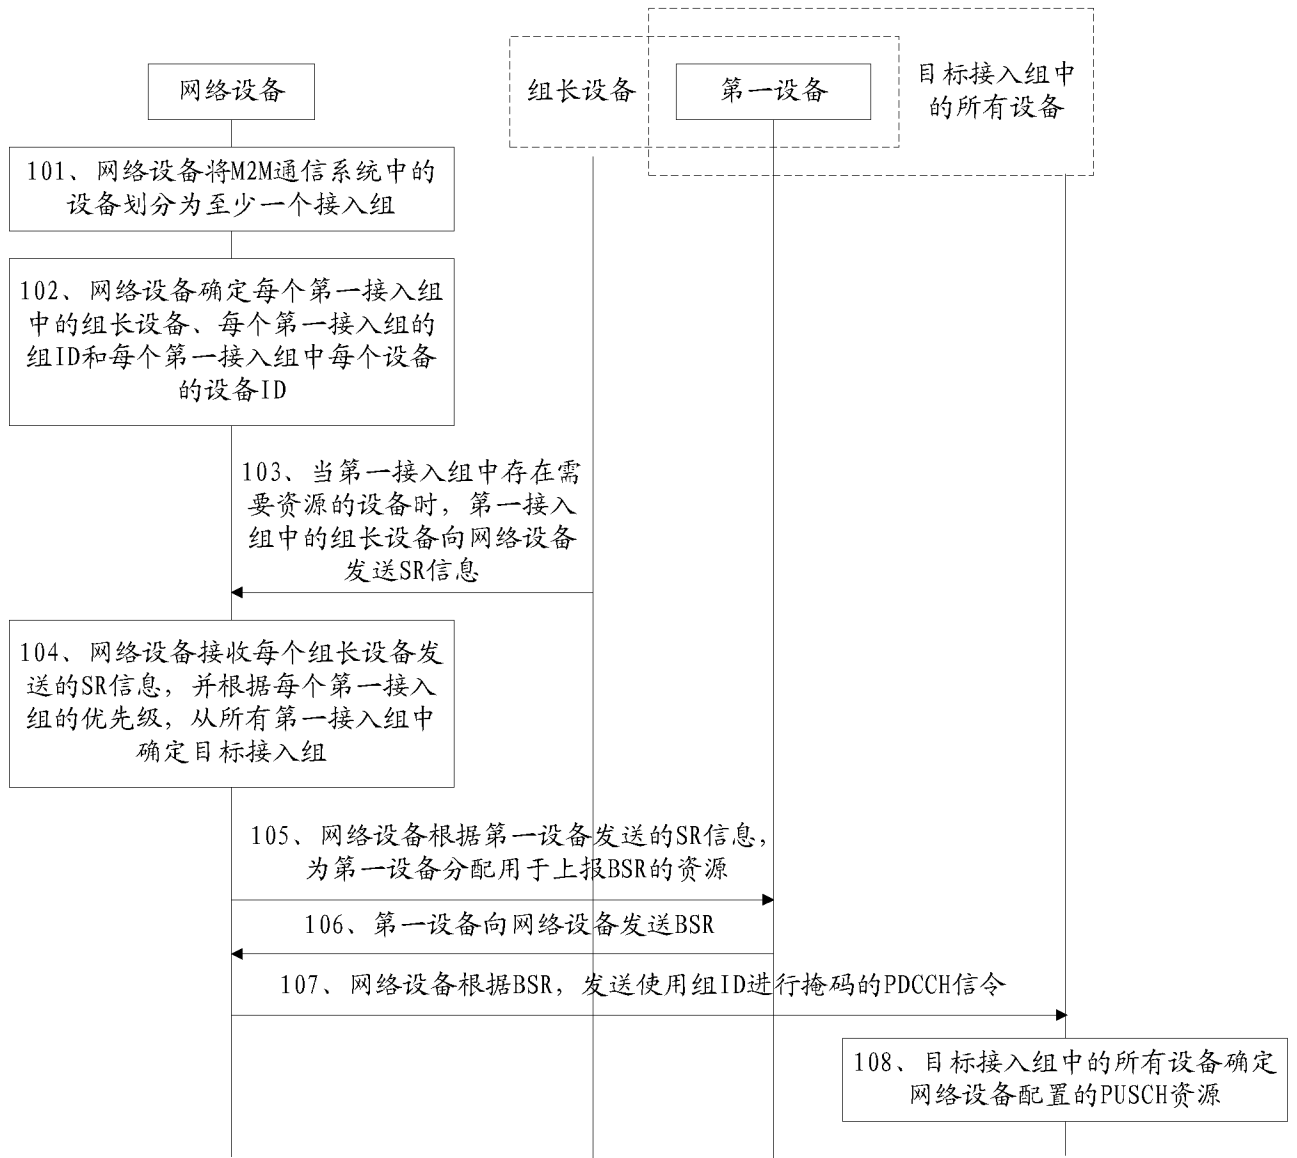 网络设备
组长设备
第一设备
目标接入组中
的所有设备
101、网络设备将M2M通信系统中的
设备划分为至少一个接入组
102、网络设备确定每个第一接入组
中的组长设备、每个第一接入组的
组ID和每个第一接入组中每个设备
的设备ID
103、当第一接入组中存在需
要资源的设备时，第一接入
组中的组长设备向网络设备
发送SR信息
104、网络设备接收每个组长设备发
送的SR信息，并根据每个第一接入
组的优先级，从所有第一接入组中
确定目标接入组
105、网络设备根据第一设备发送的SR信息，
为第一设备分配用于上报BSR的资源
106、第一设备向网络设备发送BSR
107、网络设备根据BSR，发送使用组ID进行掩码的PDCCH信令
108、目标接入组中的所有设备确定
网络设备配置的PUSCH资源